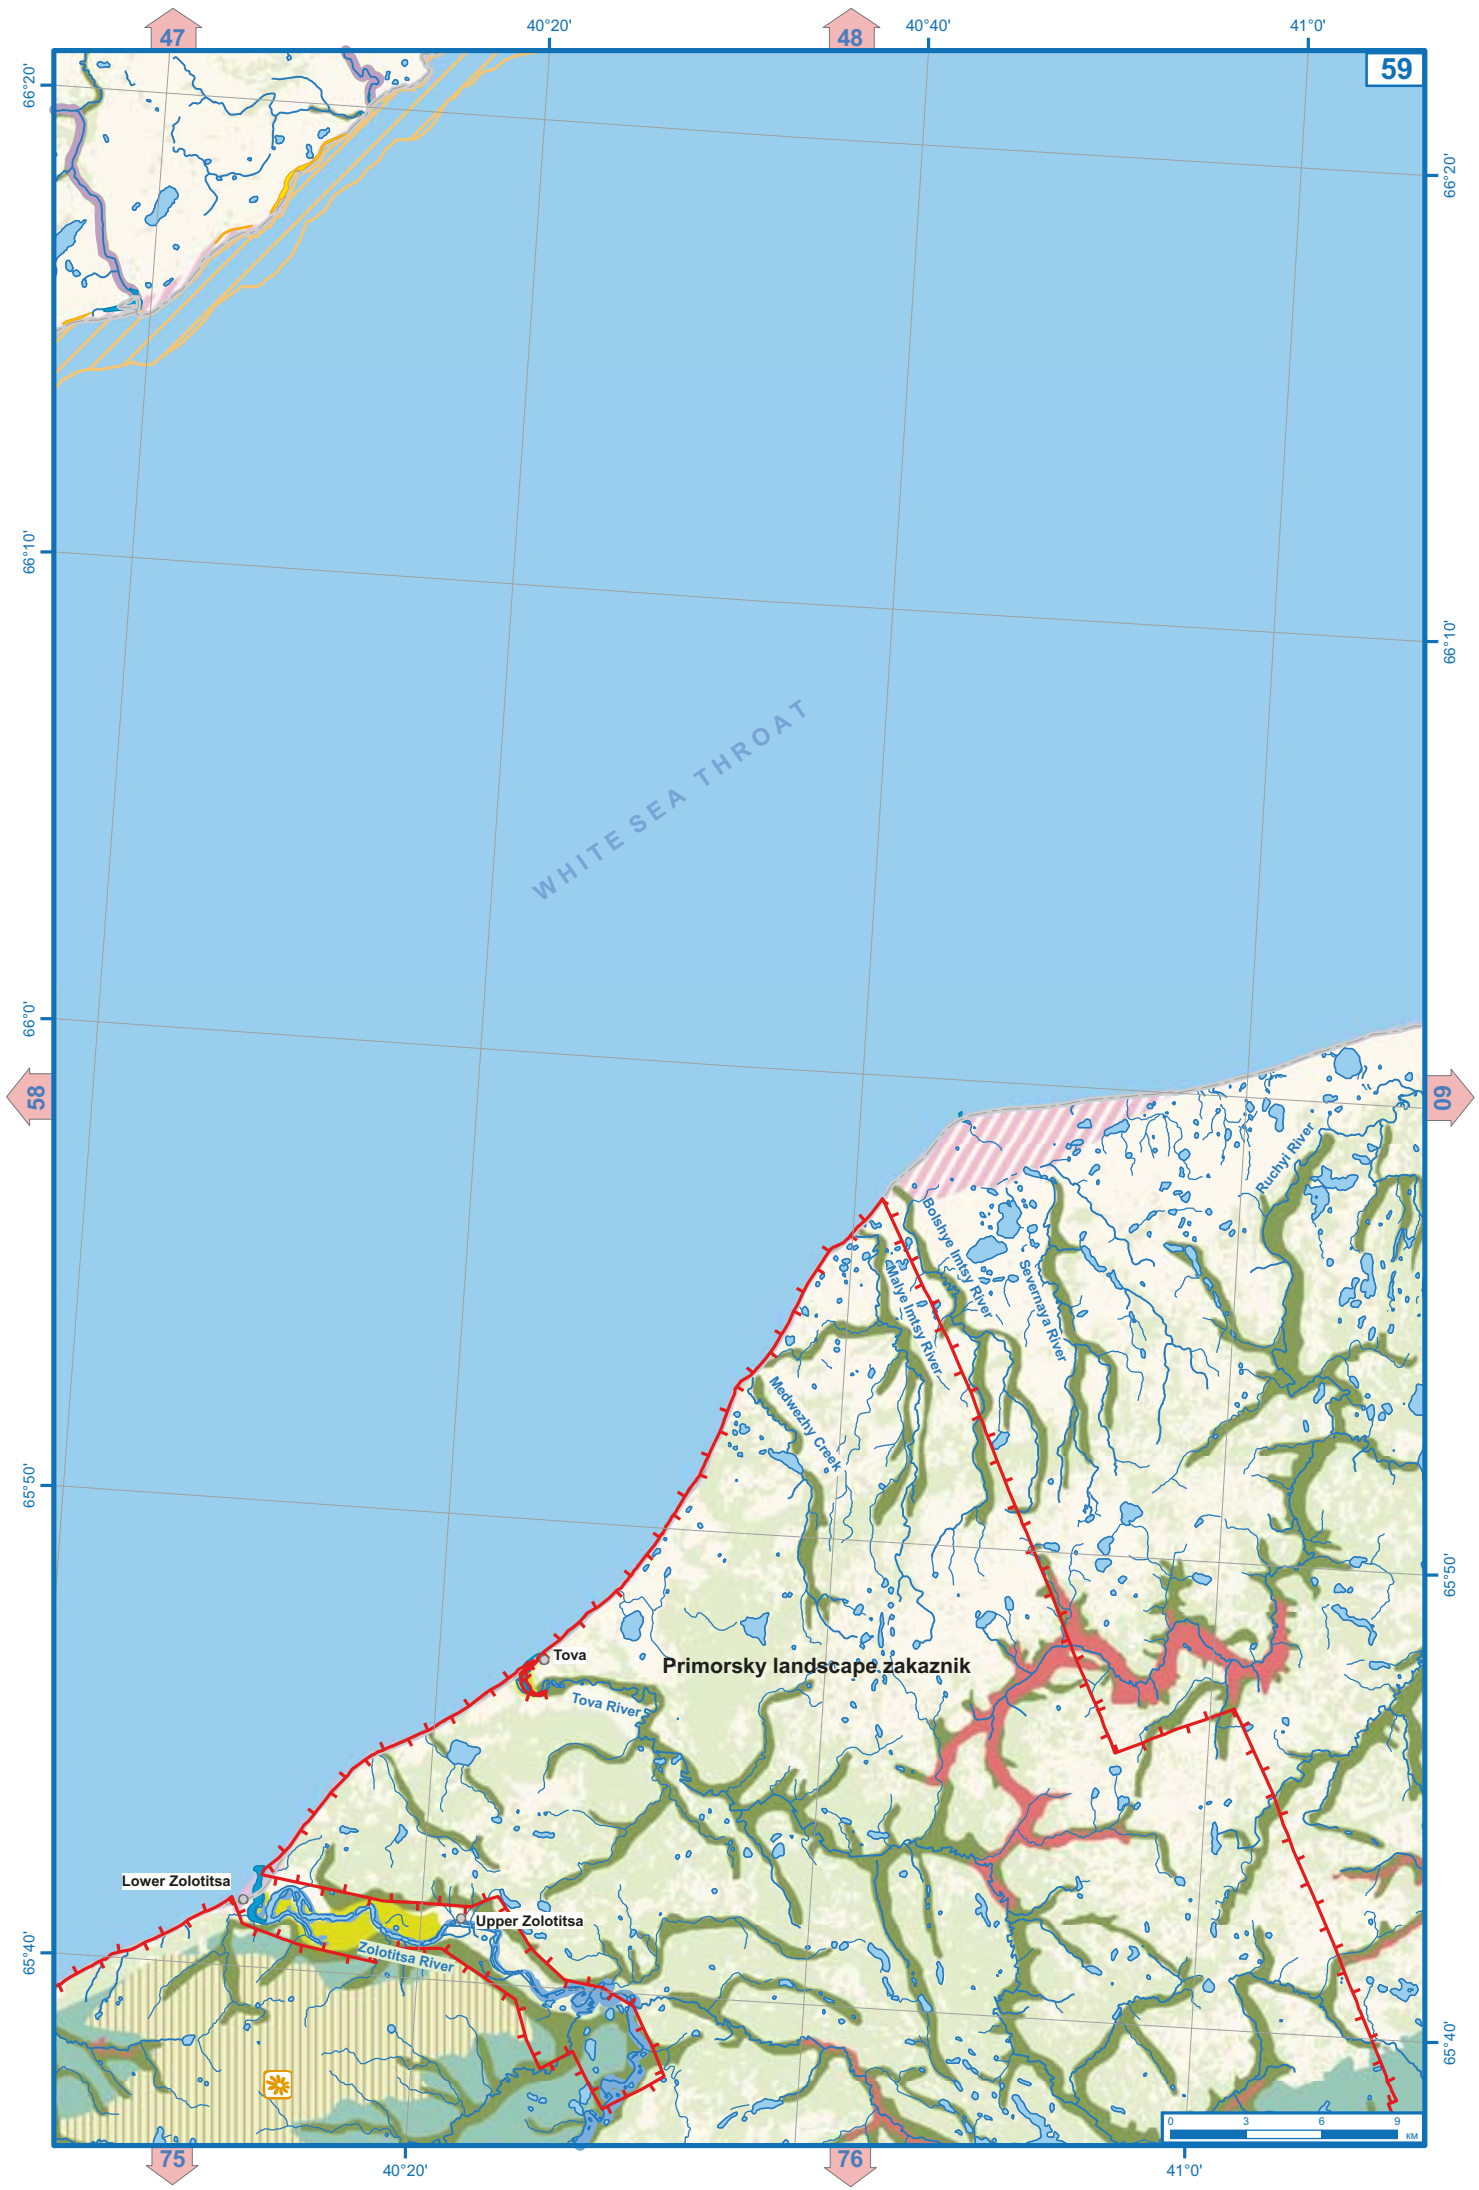 47
40°20'
48
40°40'
41°0'
59
66°20'
66°20'
66°10'
66°10'
WHITE SEA THROAT
66°0'
58
60
Ruchyi River
Bolshye Imtsy River
Malye Imtsy River
Severnaya River
Medwezhy Creek
65°50'
65°50'
Tova
Primorsky landscape zakaznik
Tova River
Lower Zolotitsa
Upper Zolotitsa
Zolotitsa River
65°40'
65°40'
0 3 6 9
км
75
40°20'
76
41°0'